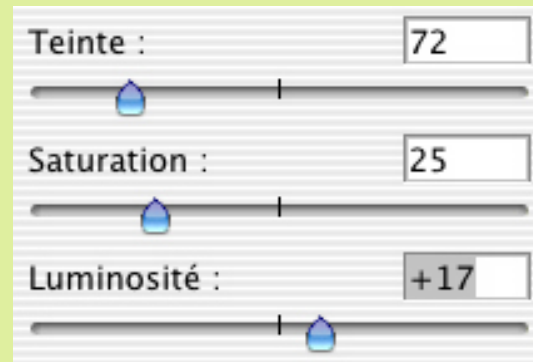 Teinte : 72
Saturation : 25
Luminosité : +17